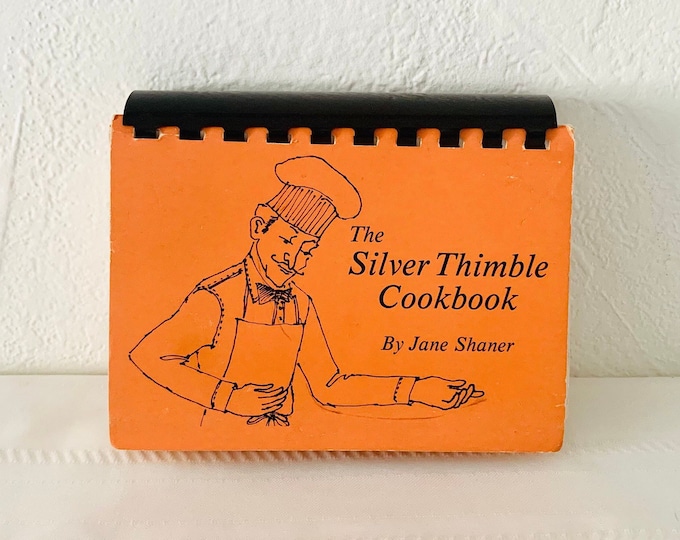 The
Silver Thimble
Cookbook
By Jane Shaner